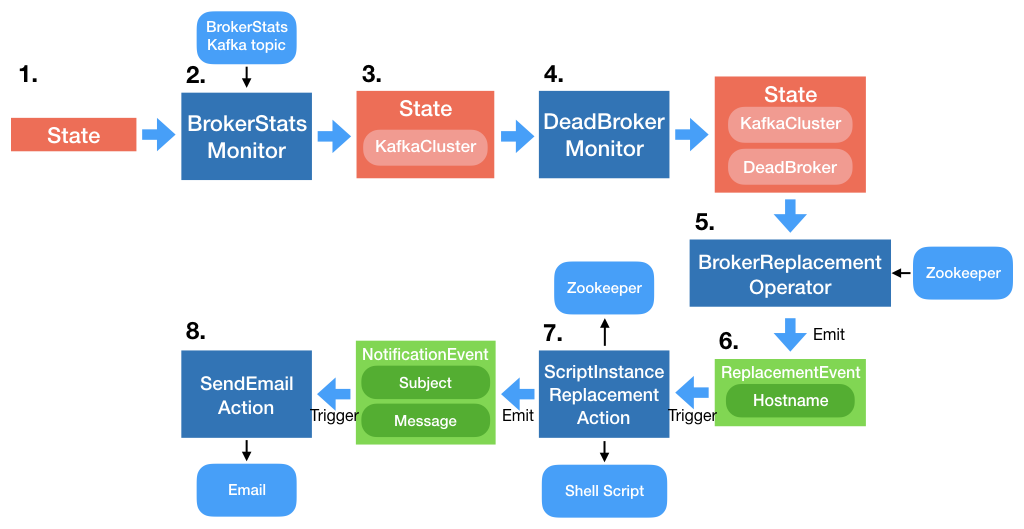 BrokerStats
Kafka topic
1.
2.
3.
4.
State
BrokerStats
Monitor
State
KafkaCluster
DeadBroker
Monitor
State
KafkaCluster
DeadBroker
5.
BrokerReplacement
Operator
Zookeeper
Emit
6.
ReplacementEvent
Hostname
Trigger
Zookeeper
7.
ScriptInstance
Replacement
Action
Shell Script
Emit
NotificationEvent
Subject
Message
Trigger
8.
SendEmail
Action
Email